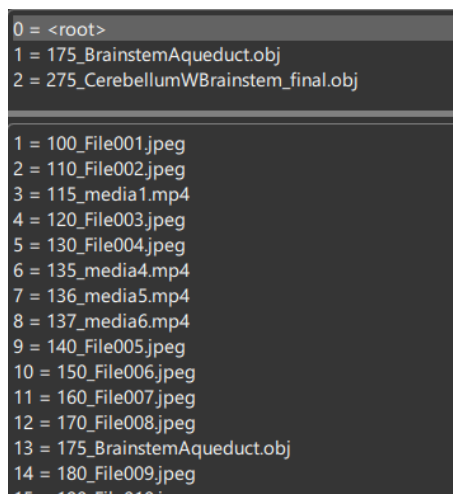 0 = <root>
1 = 175_BrainstemAqueduct.obj
2 = 275_CerebellumWBrainstem_final.obj
1 = 100_File001.jpeg
2 = 110_File002.jpeg
3 = 115_media1.mp4
4 = 120_File003.jpeg
5 = 130_File004.jpeg
6 = 135_media4.mp4
7 = 136_media5.mp4
8 = 137_media6.mp4
9 = 140_File005.jpeg
10 = 150_File006.jpeg
11 = 160_File007.jpeg
12 = 170_File008.jpeg
13 = 175_BrainstemAqueduct.obj
14 = 180_File009.jpeg